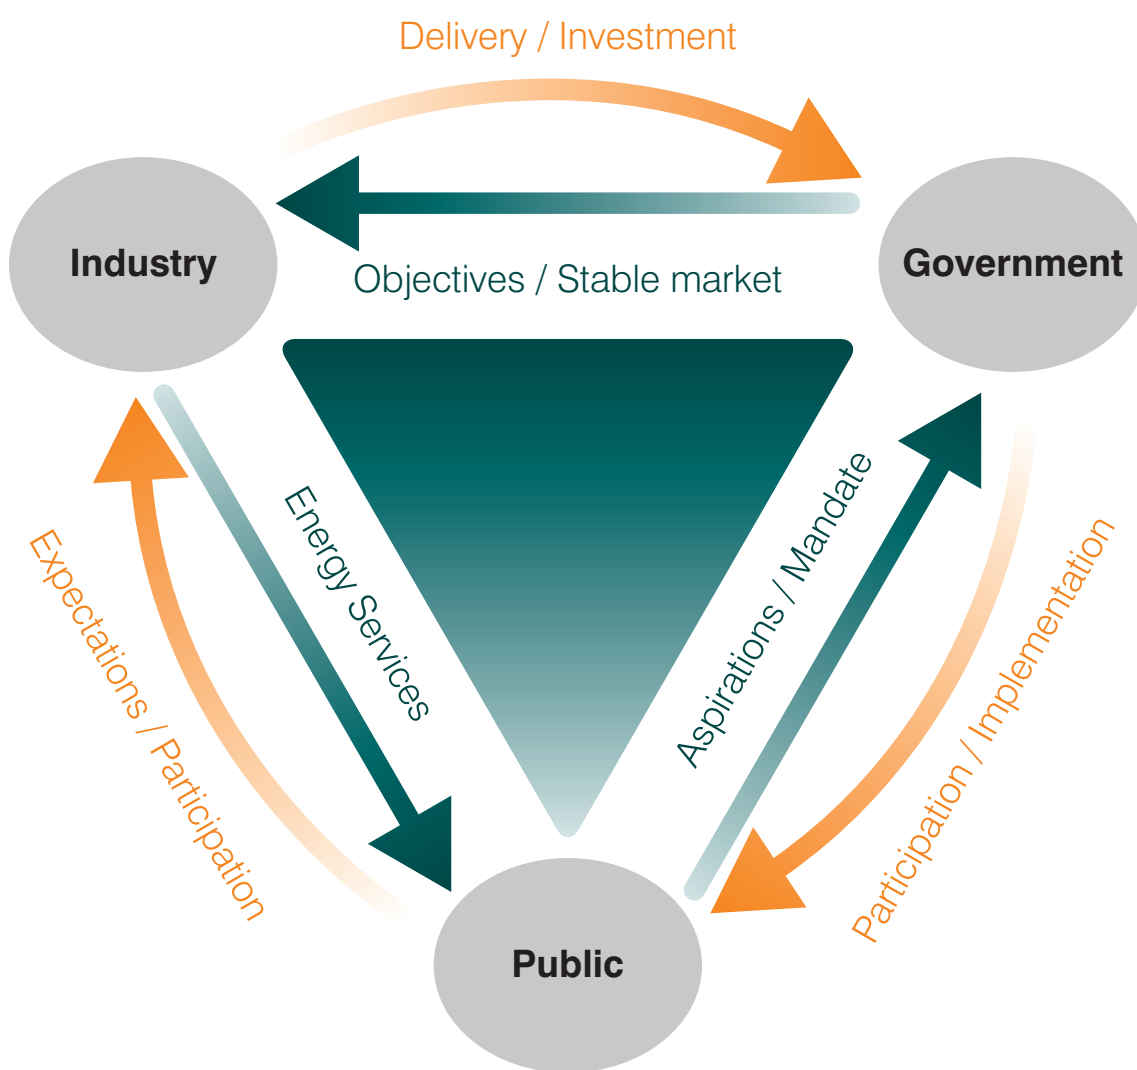 Delivery / Investment
Industry
Government
Objectives / Stable market
Energy Services
Aspirations / Mandate
Expectations / Participation
Participation / Implementation
Public